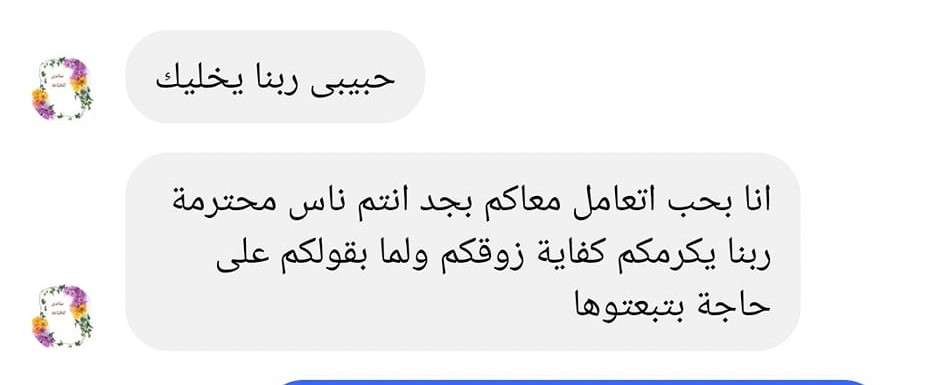 حبيبى ربنا يخليك
انا بحب اتعامل معاكم بجد انتم ناس محترمة
ربنا يكرمكم كفاية زوقكم ولما بقولكم على
حاجة بتبعتوها